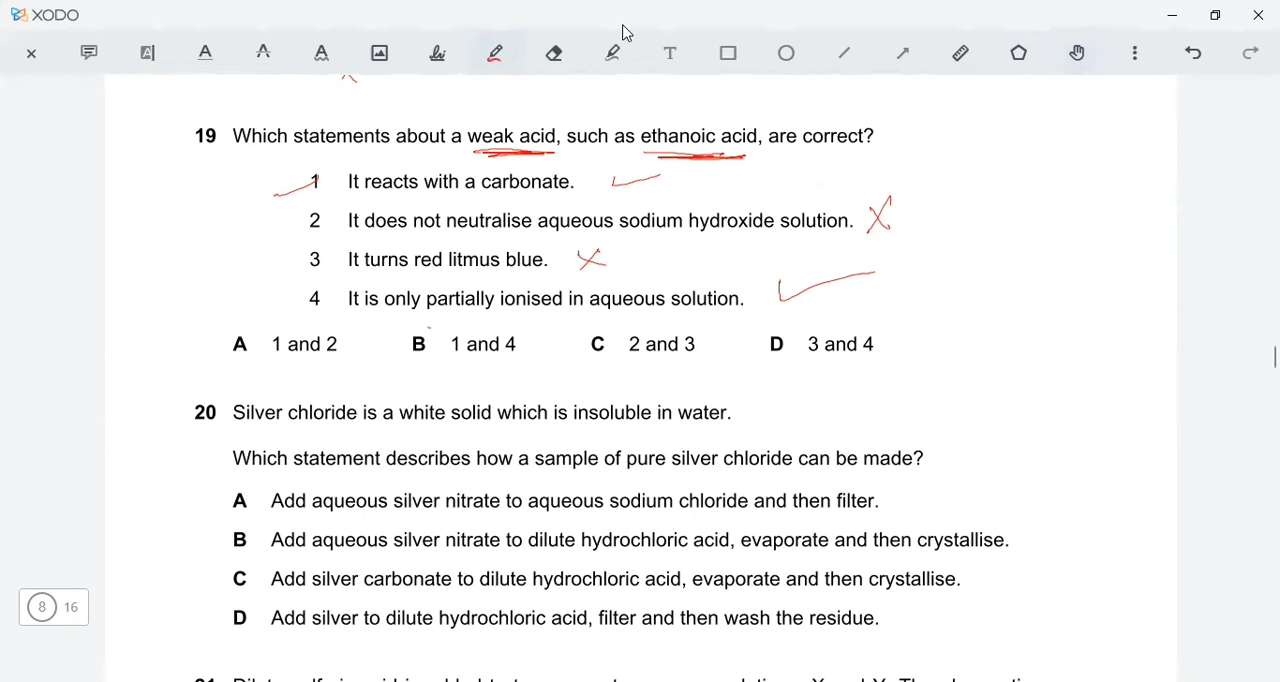 XODO
T
19 Which statements about a weak acid, such as ethanoic acid, are correct?
1 It reacts with a carbonate.
2 It does not neutralise aqueous sodium hydroxide solution.
3 It turns red litmus blue.
4 It is only partially ionised in aqueous solution.
A 1 and 2 B 1 and 4 C 2 and 3 D 3 and 4
20 Silver chloride is a white solid which is insoluble in water.
Which statement describes how a sample of pure silver chloride can be made?
A Add aqueous silver nitrate to aqueous sodium chloride and then filter.
B Add aqueous silver nitrate to dilute hydrochloric acid, evaporate and then crystallise.
C Add silver carbonate to dilute hydrochloric acid, evaporate and then crystallise.
D Add silver to dilute hydrochloric acid, filter and then wash the residue.
8 16